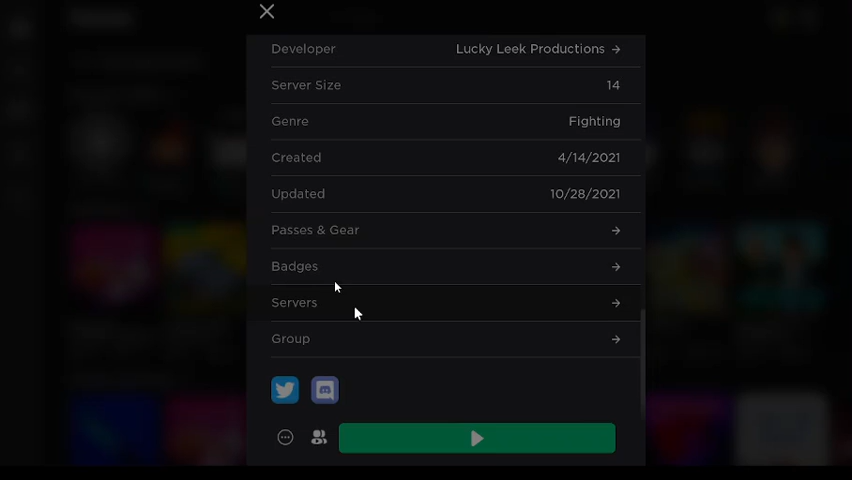 Developer Lucky Leek Productions →
Server Size 14
Genre Fighting
Created 4/14/2021
Updated 10/28/2021
Passes & Gear →
Badges →
Servers →
Group →